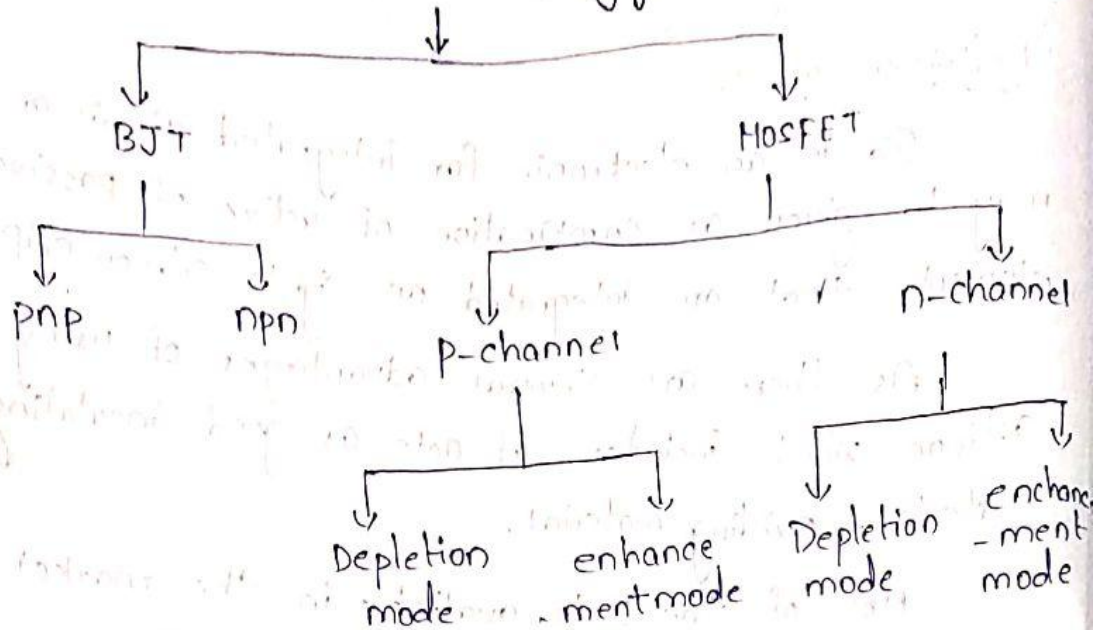 BJT
MOSFET
pnp
npn
p-channel
n-channel
Depletion
mode
enhance
-ment mode
Depletion
mode
enchance
-ment
mode